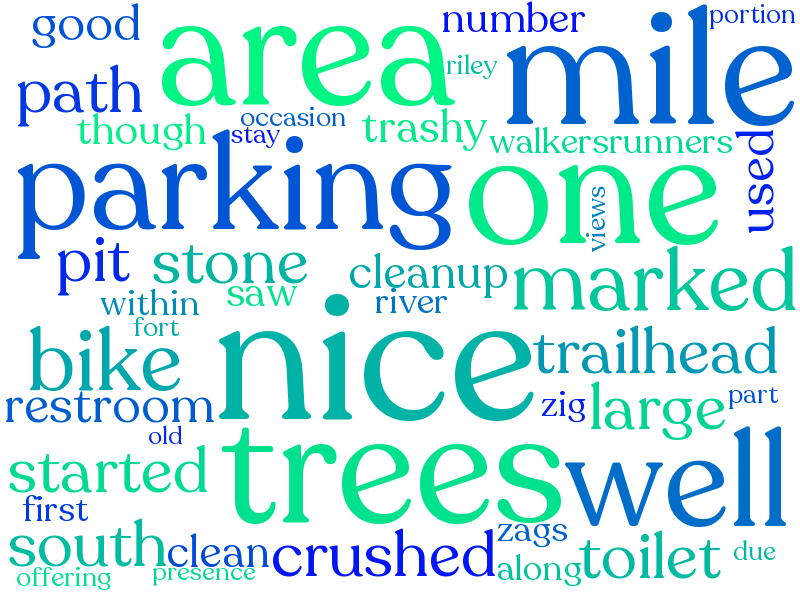 good
area
number
portion
riley
mile
path
occasion
though
stay
trashy
walkersrunners
used
parking
one
views
pit
stone
cleanup
marked
within
saw
river
fort
nice
bike
trailhead
restroom
zig
large
part
old
trees
well
started
first
south
clean
crushed
zags
along
toilet
due
offering
presence